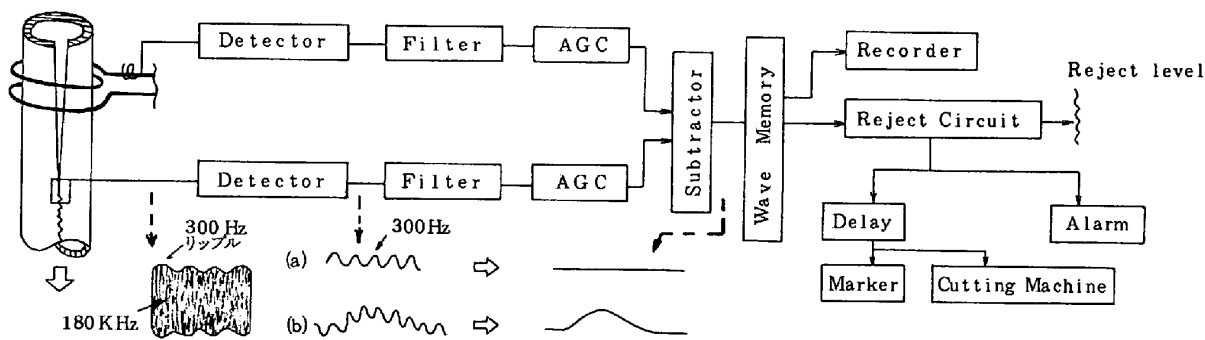 Detector
Filter
AGC
Subtractor
Wave Memory
Recorder
Reject level
Reject Circuit
Detector
Filter
AGC
Delay
Alarm
Marker
Cutting Machine
300 Hz
リップル
180 KHz
300Hz
(a)
(b)